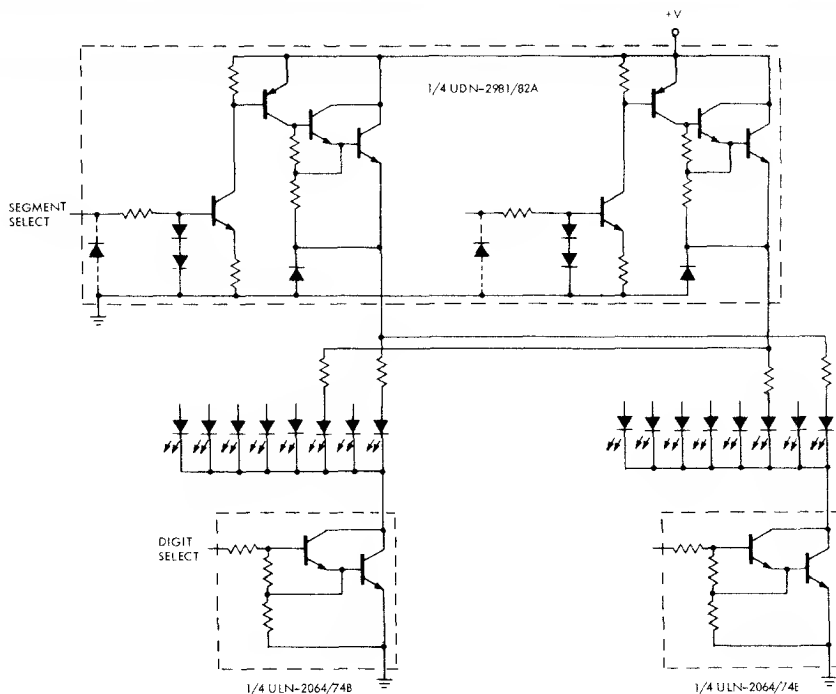 +V
1/4 UDN-2981/82A
SEGMENT
SELECT
DIGIT
SELECT
1/4 ULN-2064/74B
1/4 ULN-2064/74B